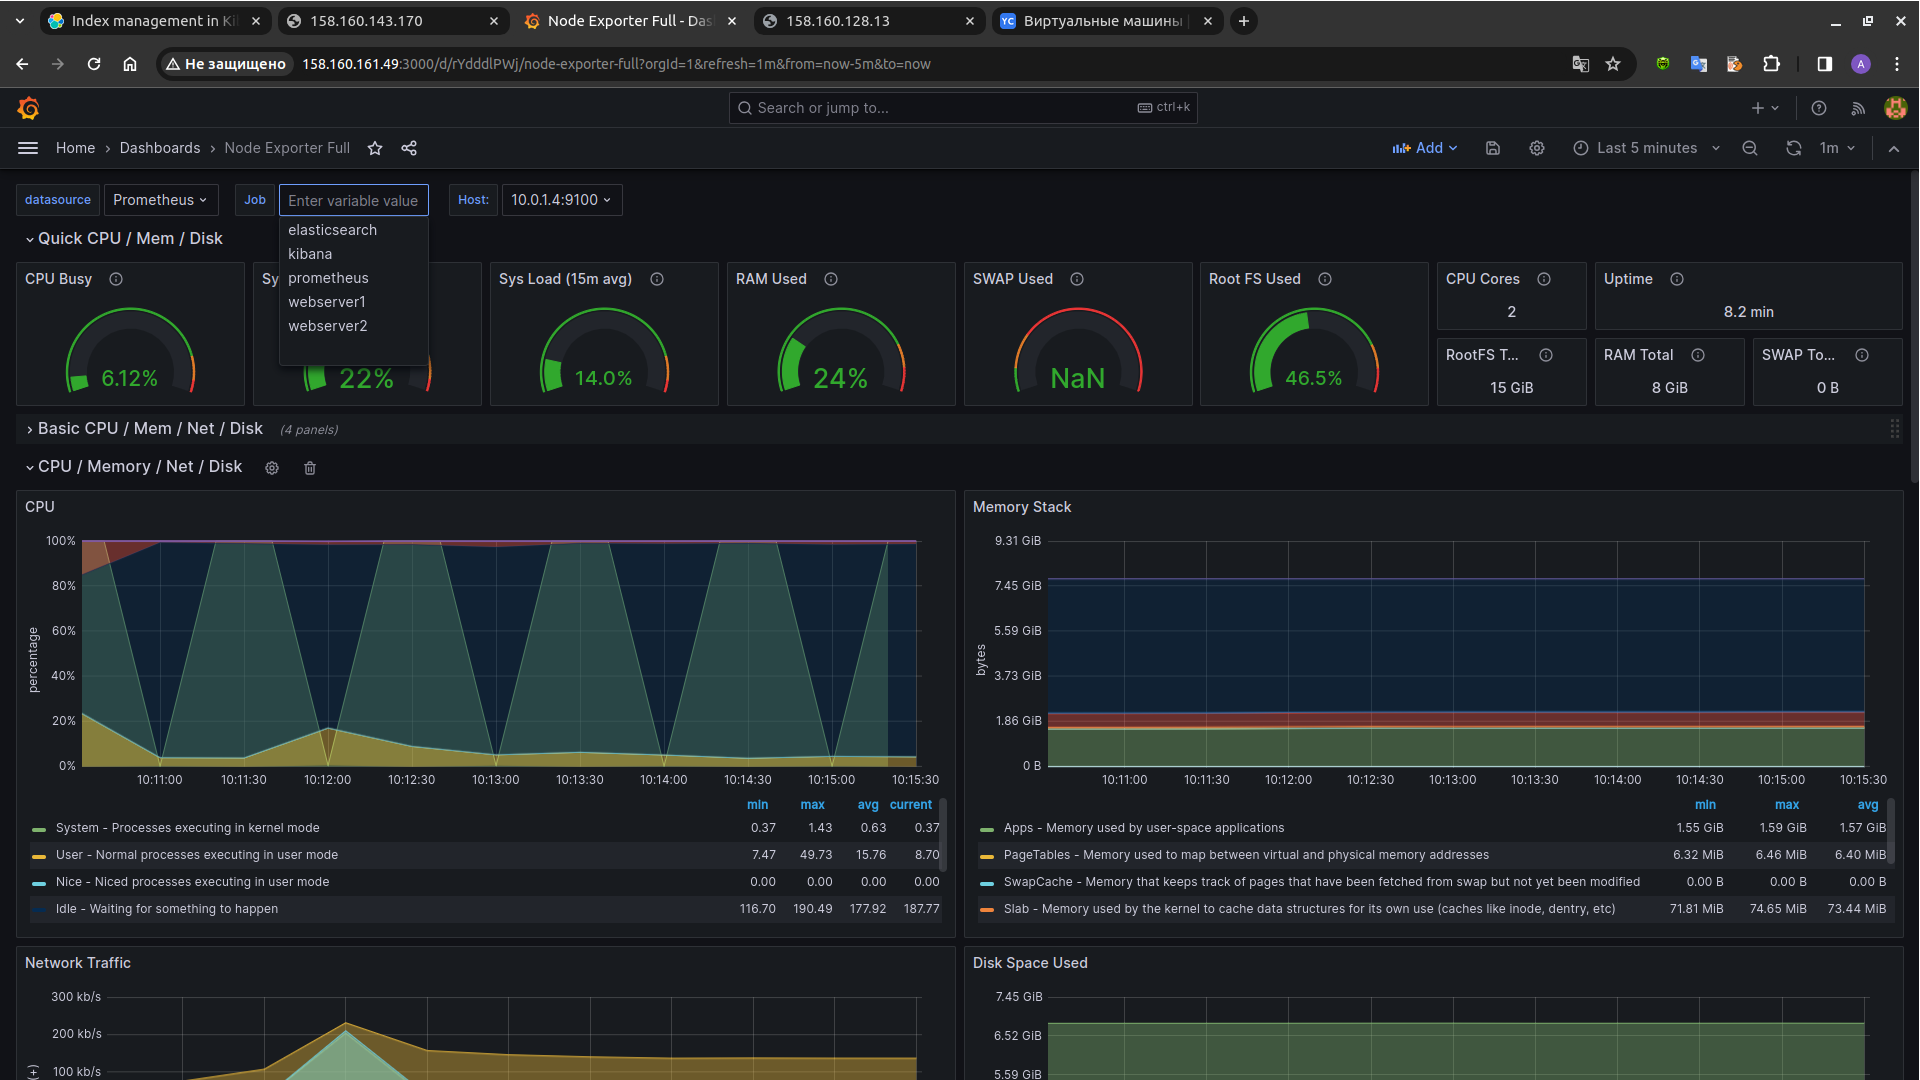 Index management in Ki
158.160.143.170
Node Exporter Full - Das
158.160.128.13
YC Виртуальные машины
Не защищено
158.160.161.49:3000/d/rYdddlPWj/node-exporter-full?orgId=1&refresh=1m&from=now-5m&to=now
A
Search or jump to...
ctrl+k
Home › Dashboards › Node Exporter Full
Add
Last 5 minutes
1m
datasource
Prometheus
Job
Enter variable value
Host:
10.0.1.4:9100
elasticsearch
kibana
prometheus
webserver1
webserver2
Quick CPU / Mem / Disk
CPU Busy
6.12%
Sy
22%
Sys Load (15m avg)
14.0%
RAM Used
24%
SWAP Used
NaN
Root FS Used
46.5%
CPU Cores
2
Uptime
8.2 min
RootFS T...
15 GiB
RAM Total
8 GiB
SWAP To...
0 B
Basic CPU / Mem / Net / Disk (4 panels)
CPU / Memory / Net / Disk
CPU
percentage
100%
80%
60%
40%
20%
0%
10:11:00 10:11:30 10:12:00 10:12:30 10:13:00 10:13:30 10:14:00 10:14:30 10:15:00 10:15:30
min max avg current
System - Processes executing in kernel mode 0.37 1.43 0.63 0.37
User - Normal processes executing in user mode 7.47 49.73 15.76 8.70
Nice - Niced processes executing in user mode 0.00 0.00 0.00 0.00
Idle - Waiting for something to happen 116.70 190.49 177.92 187.77
Memory Stack
bytes
9.31 GiB
7.45 GiB
5.59 GiB
3.73 GiB
1.86 GiB
0 B
10:11:00 10:11:30 10:12:00 10:12:30 10:13:00 10:13:30 10:14:00 10:14:30 10:15:00 10:15:30
min max avg
Apps - Memory used by user-space applications 1.55 GiB 1.59 GiB 1.57 GiB
PageTables - Memory used to map between virtual and physical memory addresses 6.32 MiB 6.46 MiB 6.40 MiB
SwapCache - Memory that keeps track of pages that have been fetched from swap but not yet been modified 0.00 B 0.00 B 0.00 B
Slab - Memory used by the kernel to cache data structures for its own use (caches like inode, dentry, etc) 71.81 MiB 74.65 MiB 73.44 MiB
Network Traffic
300 kb/s
200 kb/s
100 kb/s
(+)
Disk Space Used
7.45 GiB
6.52 GiB
5.59 GiB